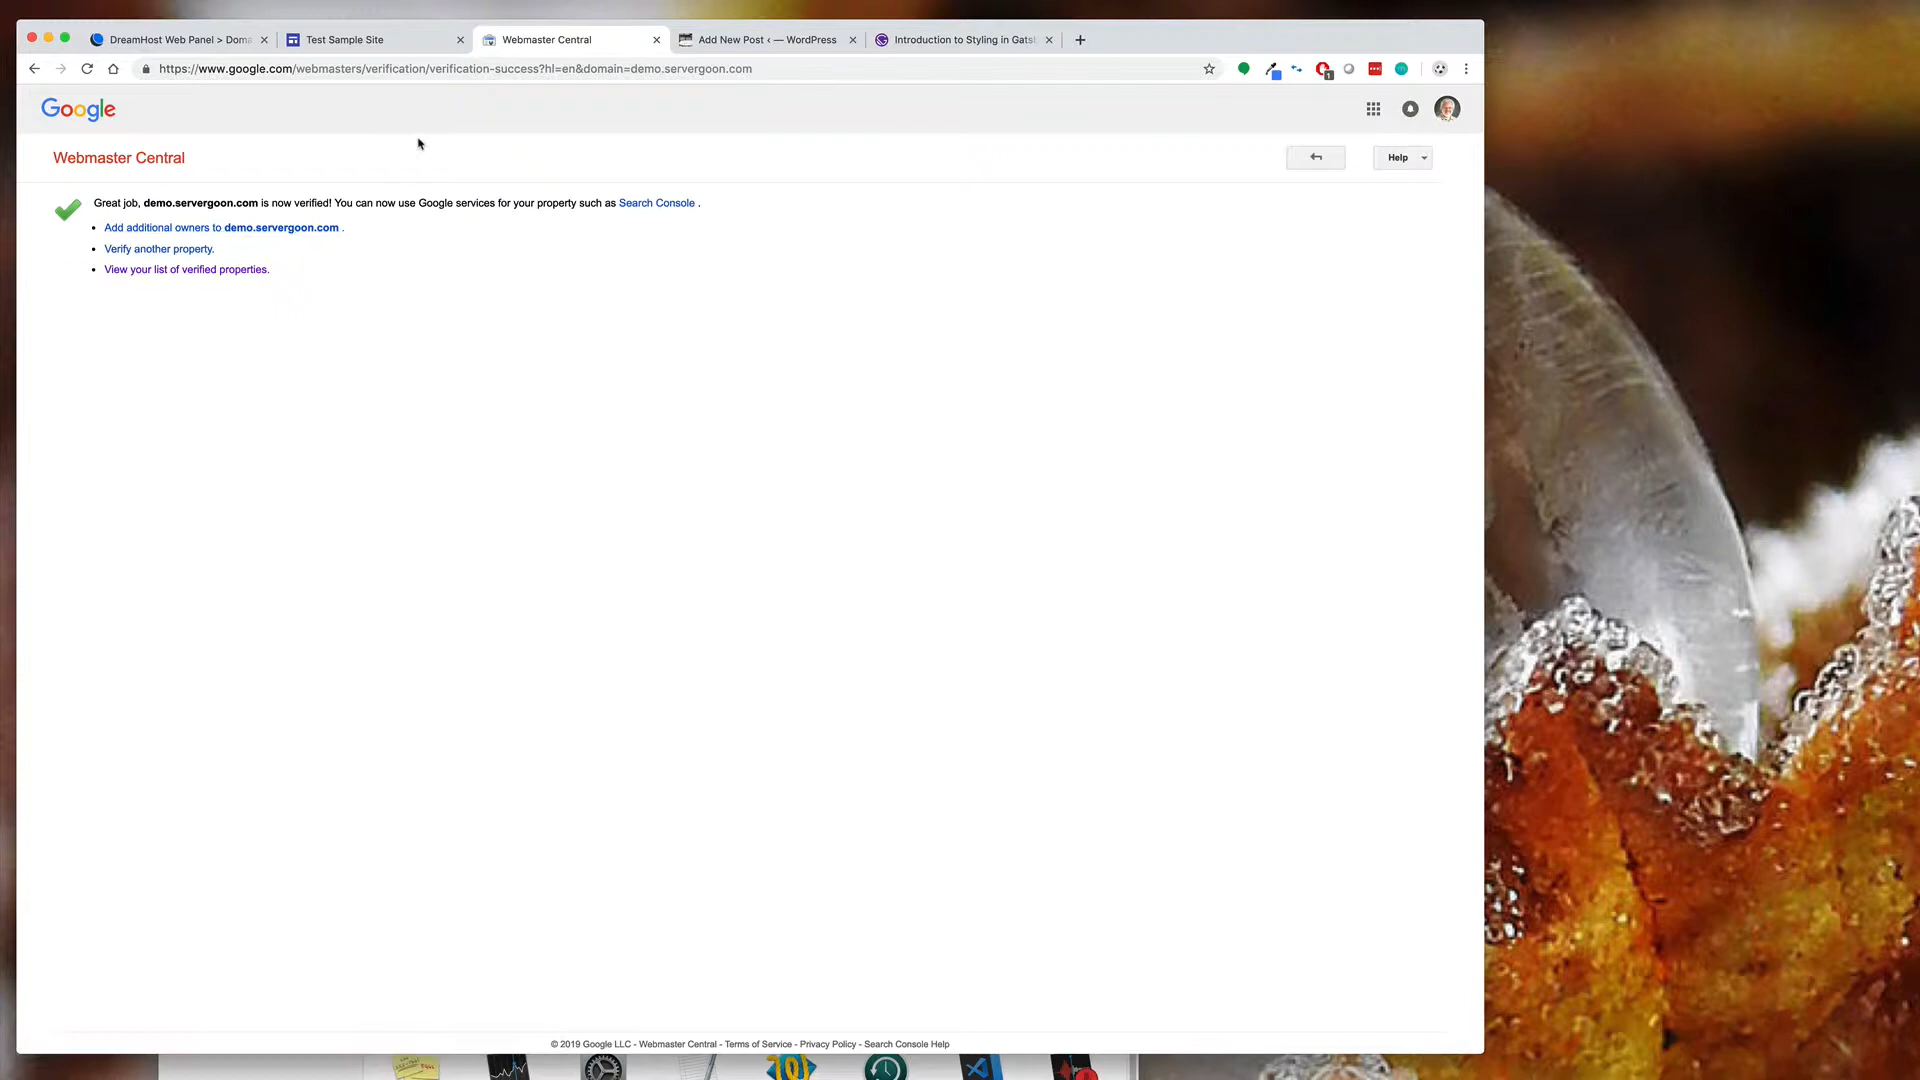 DreamHost Web Panel > Doma
Test Sample Site
Webmaster Central
Add New Post ‹ — WordPress
Introduction to Styling in Gats
https://www.google.com/webmasters/verification/verification-success?hl=en&domain=demo.servergoon.com
1
Google
Webmaster Central
Help
Great job, demo.servergoon.com is now verified! You can now use Google services for your property such as Search Console .
• Add additional owners to demo.servergoon.com .
• Verify another property.
• View your list of verified properties.
© 2019 Google LLC - Webmaster Central - Terms of Service - Privacy Policy - Search Console Help